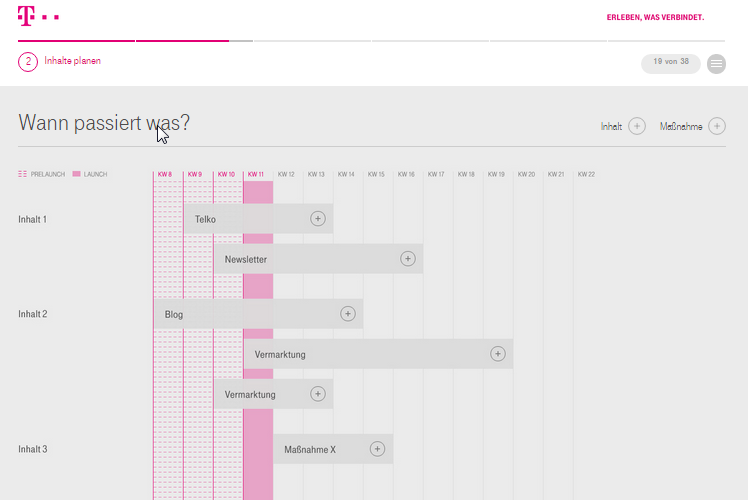 T
ERLEBEN, WAS VERBINDET.
2 Inhalte planen
19 von 38
Wann passiert was?
Inhalt + Maßnahme +
PRELAUNCH LAUNCH KW 8 KW 9 KW 10 KW 11 KW 12 KW 13 KW 14 KW 15 KW 16 KW 17 KW 18 KW 19 KW 20 KW 21 KW 22
Inhalt 1 Telko +
Newsletter +
Inhalt 2 Blog +
Vermarktung +
Vermarktung +
Inhalt 3 Maßnahme X +